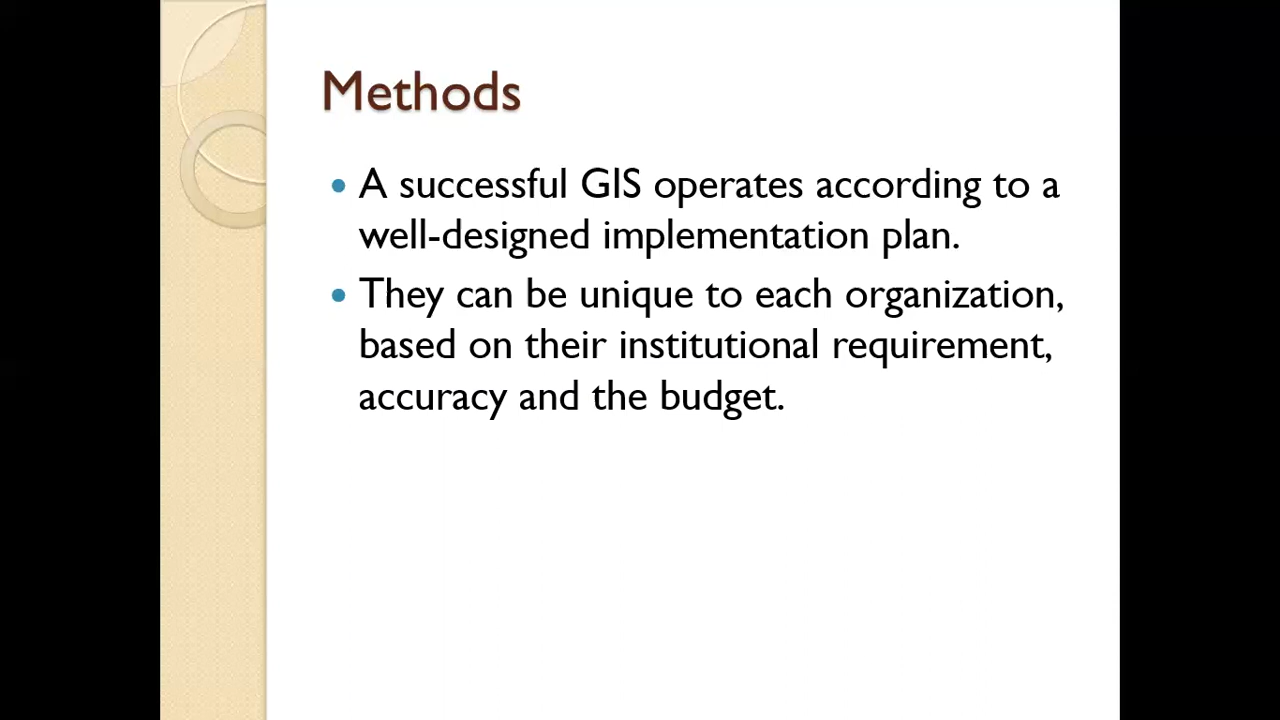 Methods
• A successful GIS operates according to a
well-designed implementation plan.
• They can be unique to each organization,
based on their institutional requirement,
accuracy and the budget.